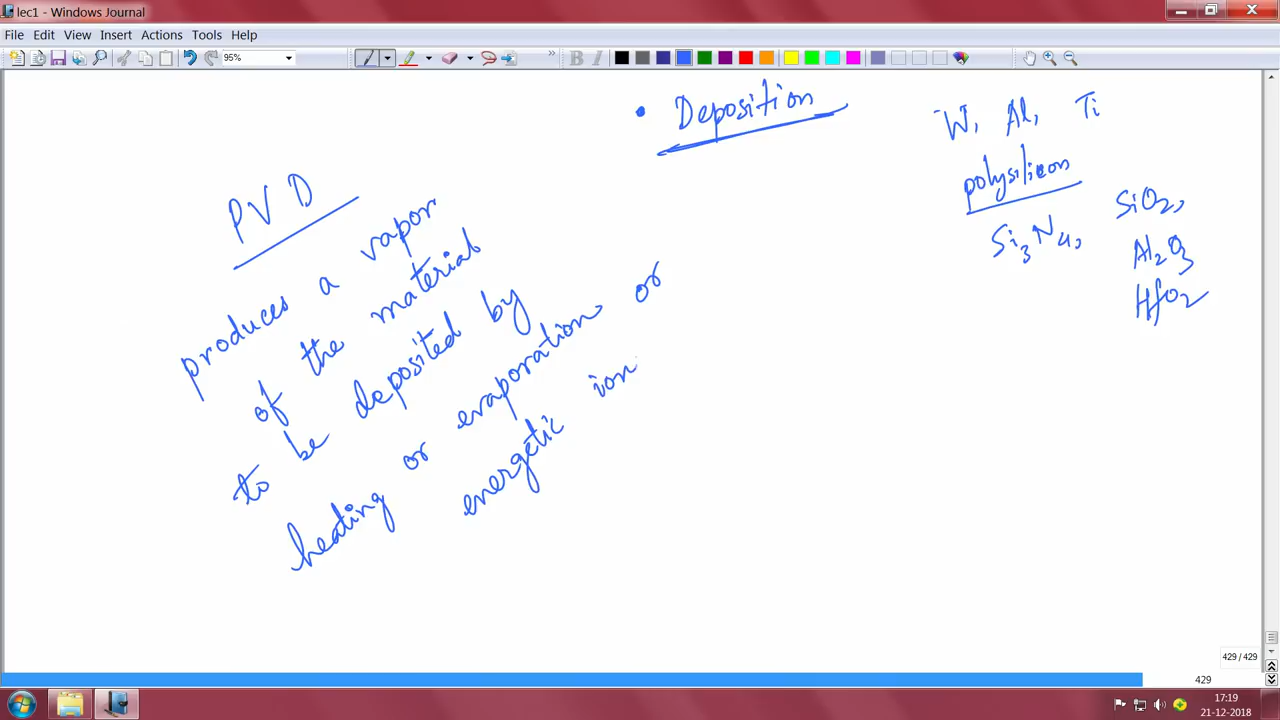 lec1 - Windows Journal
File Edit View Insert Actions Tools Help
95%
• Deposition
W, Al, Ti
polysilicon
Si3N4, SiO2,
Al2O3
HfO2
PVD
produces a vapor
of the material
to be deposited by
heating or evaporation or
energetic ion
429 / 429
429
17:19
21-12-2018